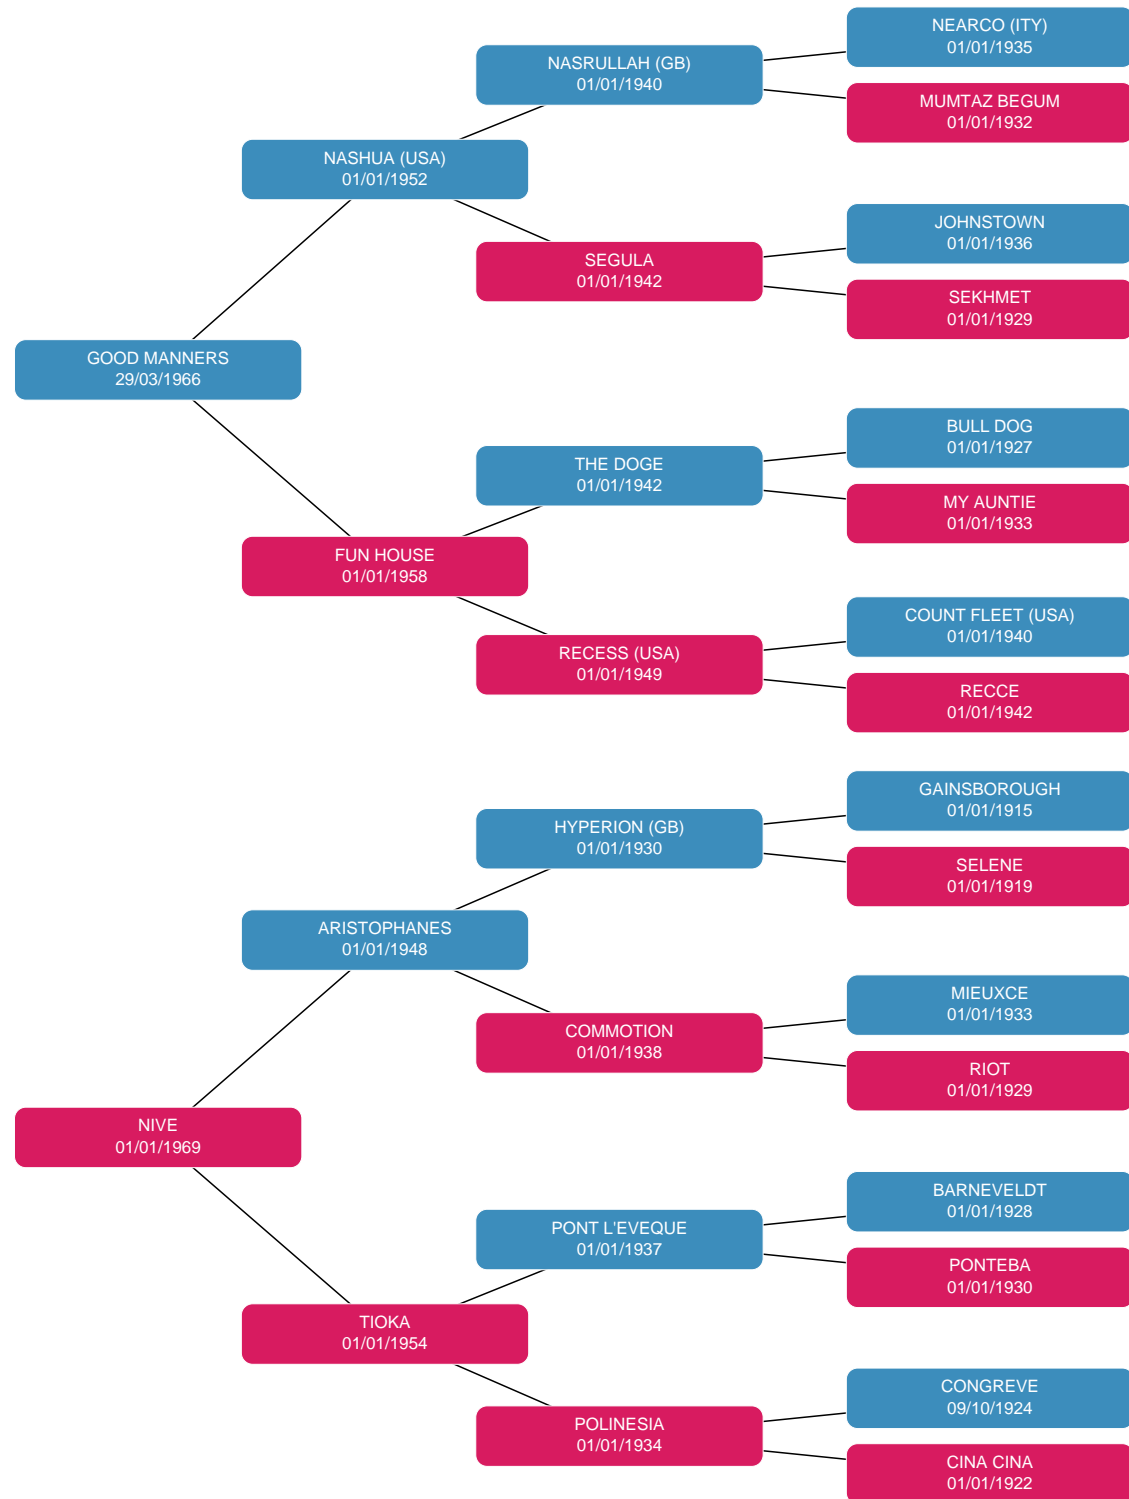 NEARCO (ITY)
01/01/1935
NASRULLAH (GB)
01/01/1940
MUMTAZ BEGUM
01/01/1932
NASHUA (USA)
01/01/1952
JOHNSTOWN
01/01/1936
SEGULA
01/01/1942
SEKHMET
01/01/1929
GOOD MANNERS
29/03/1966
BULL DOG
01/01/1927
THE DOGE
01/01/1942
MY AUNTIE
01/01/1933
FUN HOUSE
01/01/1958
COUNT FLEET (USA)
01/01/1940
RECESS (USA)
01/01/1949
RECCE
01/01/1942
GAINSBOROUGH
01/01/1915
HYPERION (GB)
01/01/1930
SELENE
01/01/1919
ARISTOPHANES
01/01/1948
MIEUXCE
01/01/1933
COMMOTION
01/01/1938
RIOT
01/01/1929
NIVE
01/01/1969
BARNEVELDT
01/01/1928
PONT L'EVEQUE
01/01/1937
PONTEBA
01/01/1930
TIOKA
01/01/1954
CONGREVE
09/10/1924
POLINESIA
01/01/1934
CINA CINA
01/01/1922